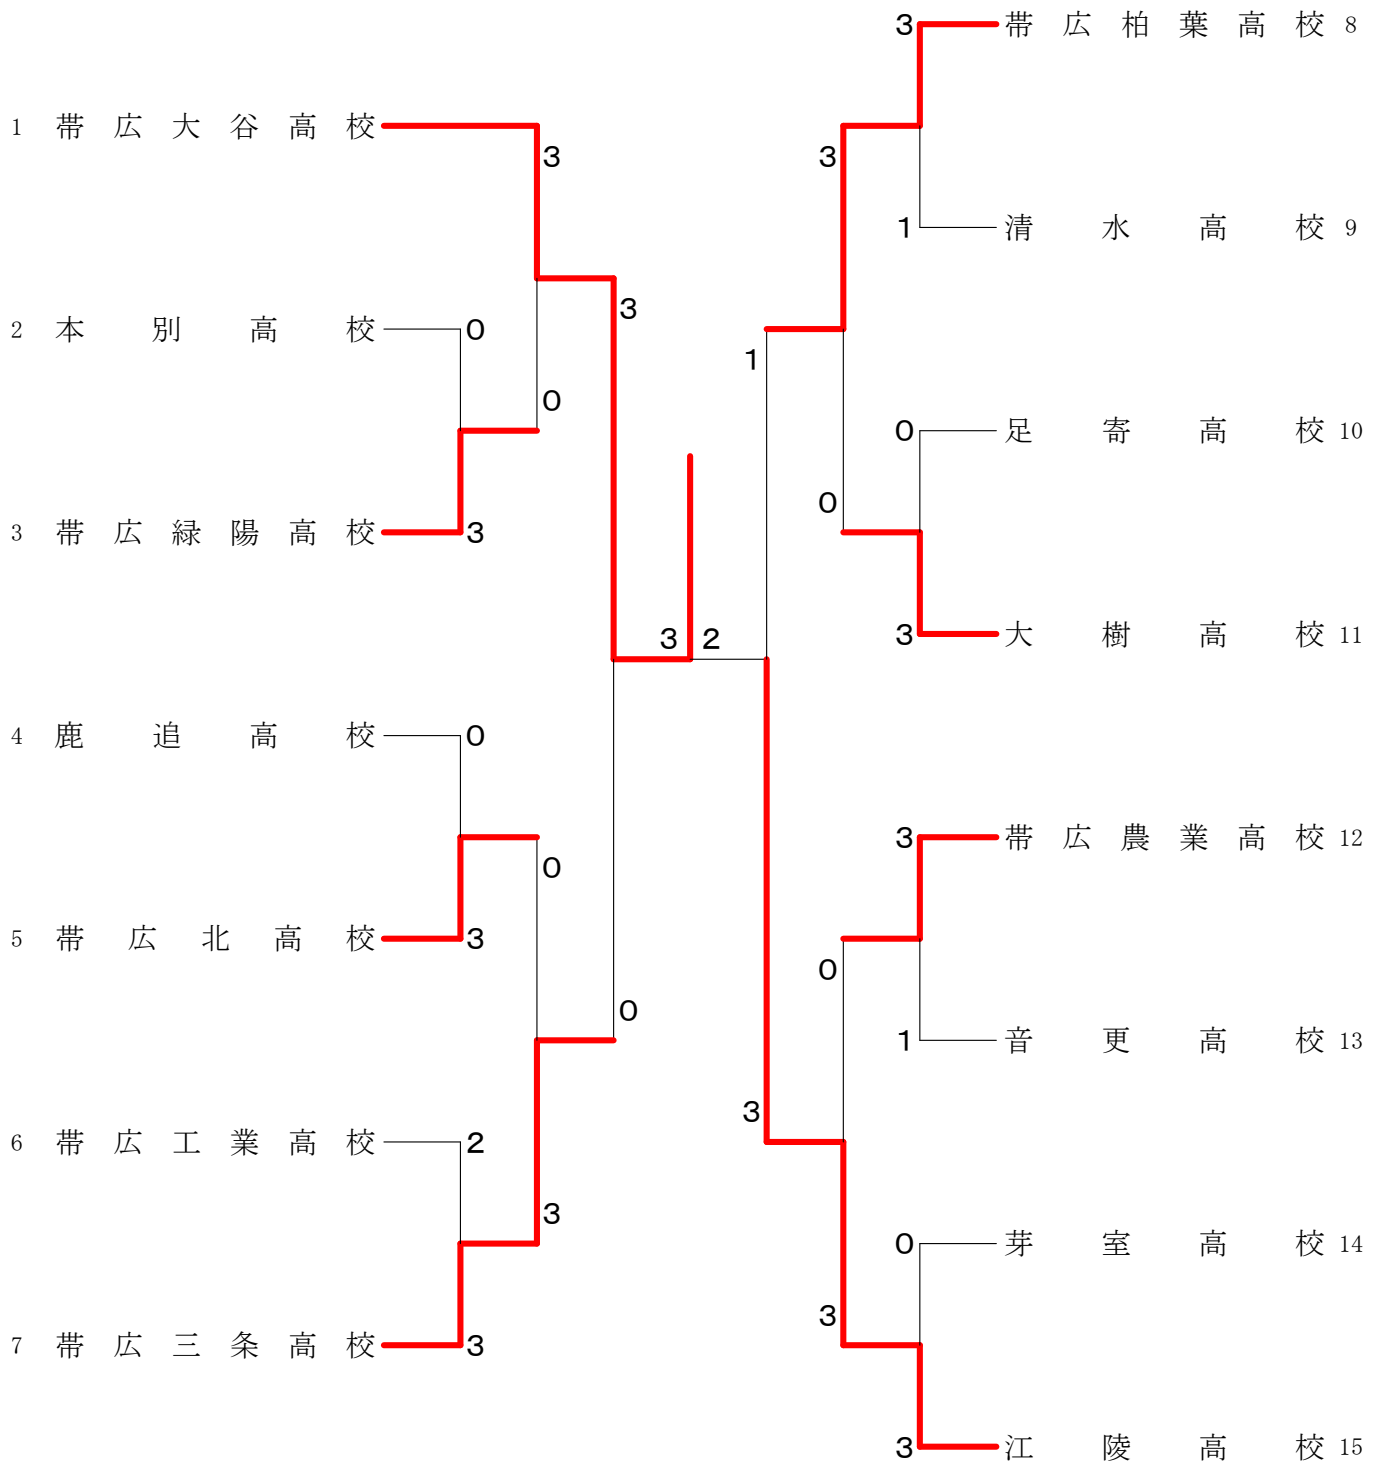 1 帯広大谷高校
3
2 本別高校
0
0
3 帯広緑陽高校
3
3
4 鹿追高校
0
0
5 帯広北高校
3
0
6 帯広工業高校
2
3
7 帯広三条高校
3
3 2
3
帯広柏葉高校 8
3
1
清水高校 9
1
0
足寄高校 10
0
3
大樹高校 11
3
帯広農業高校 12
0
1
音更高校 13
3
0
芽室高校 14
3
3
江陵高校 15